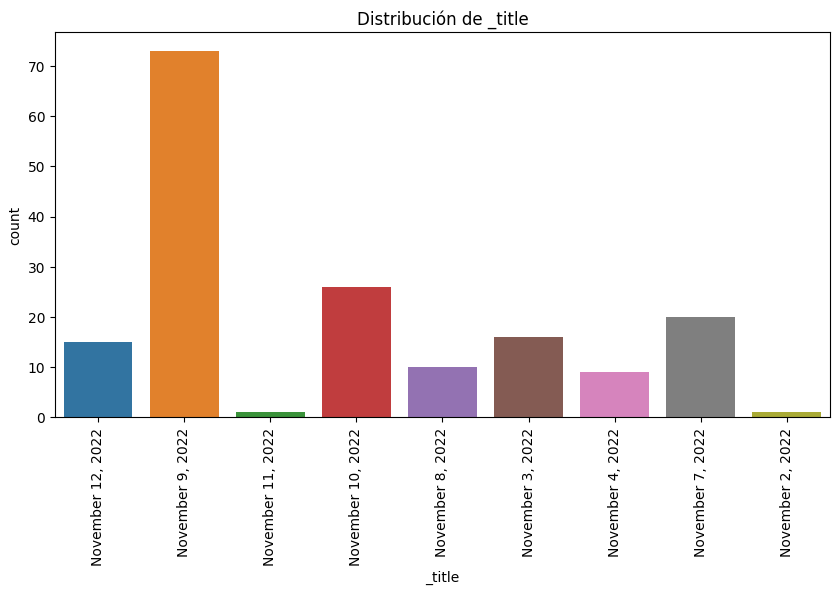 Distribución de _title
count
70
60
50
40
30
20
10
0
November 12, 2022
November 9, 2022
November 11, 2022
November 10, 2022
November 8, 2022
November 3, 2022
November 4, 2022
November 7, 2022
November 2, 2022
_title